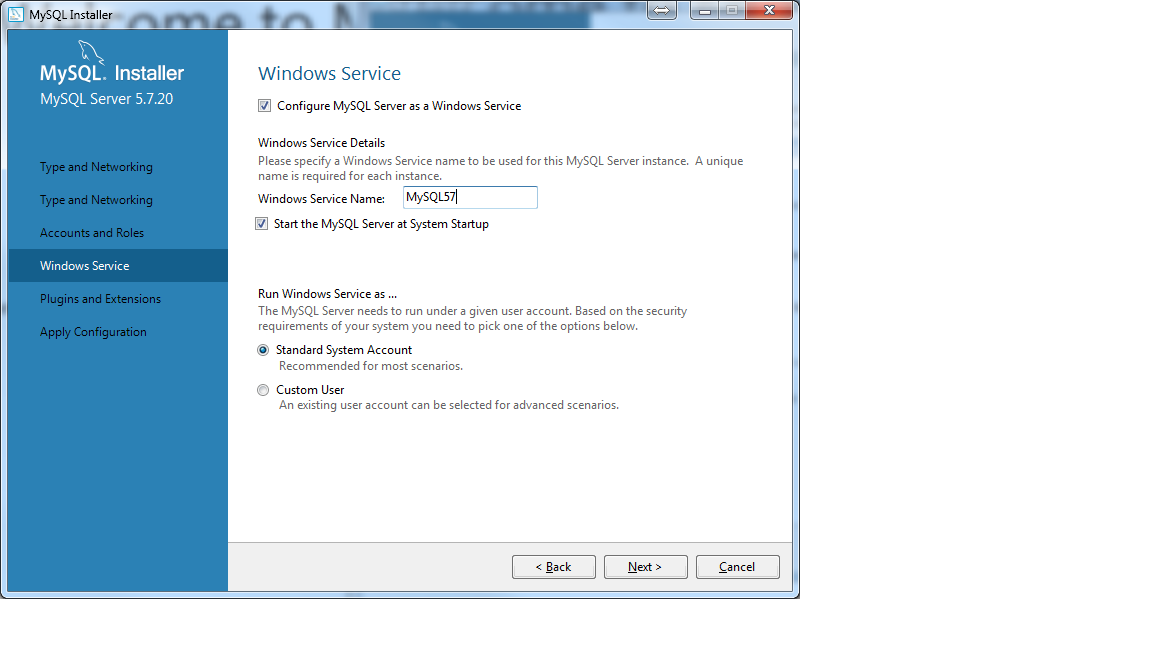 MySQL Installer
MySQL. Installer
MySQL Server 5.7.20
Type and Networking
Type and Networking
Accounts and Roles
Windows Service
Plugins and Extensions
Apply Configuration
Windows Service
Configure MySQL Server as a Windows Service
Windows Service Details
Please specify a Windows Service name to be used for this MySQL Server instance. A unique
name is required for each instance.
Windows Service Name: MySQL57
Start the MySQL Server at System Startup
Run Windows Service as ...
The MySQL Server needs to run under a given user account. Based on the security
requirements of your system you need to pick one of the options below.
Standard System Account
Recommended for most scenarios.
Custom User
An existing user account can be selected for advanced scenarios.
< Back Next > Cancel